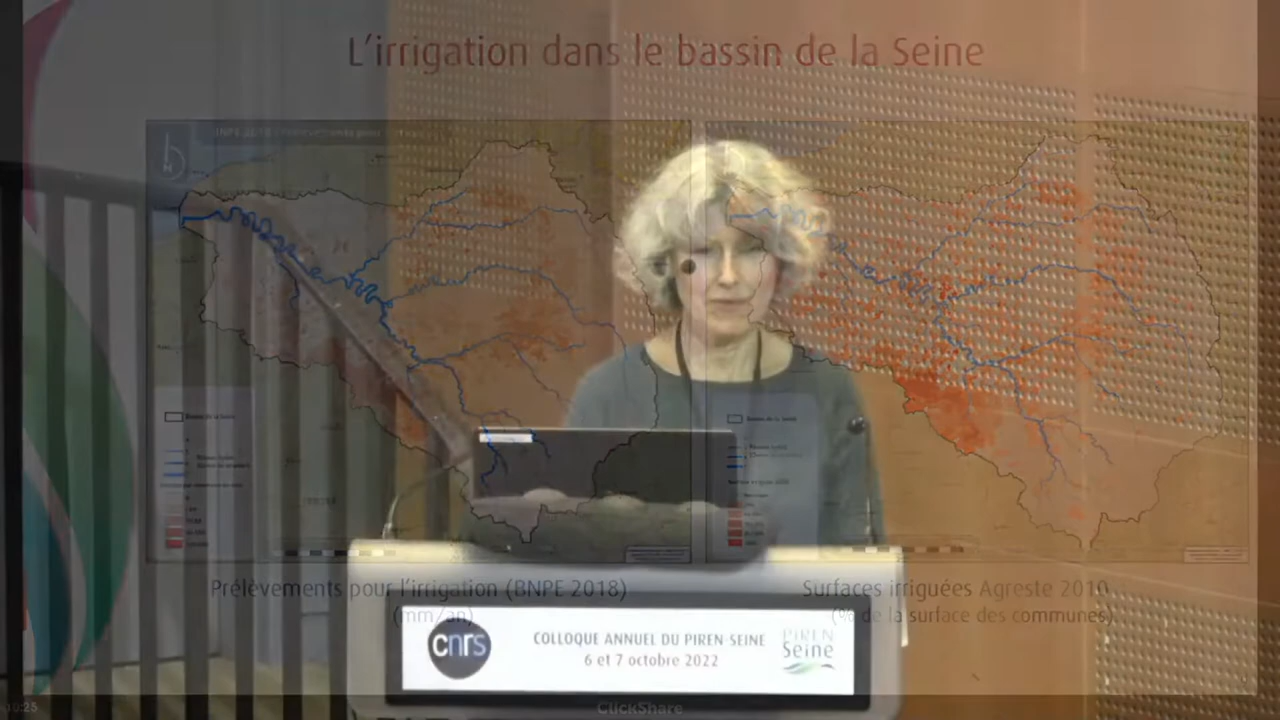 L'irrigation dans le bassin de la Seine
Prélèvements pour l'irrigation (BNPE 2018)
(mm/an)
Surfaces irriguées Agreste 2010
(% de la surface des communes)
cnrs
COLLOQUE ANNUEL DU PIREN-SEINE
6 et 7 octobre 2022
PIREN
Seine
ClickShare